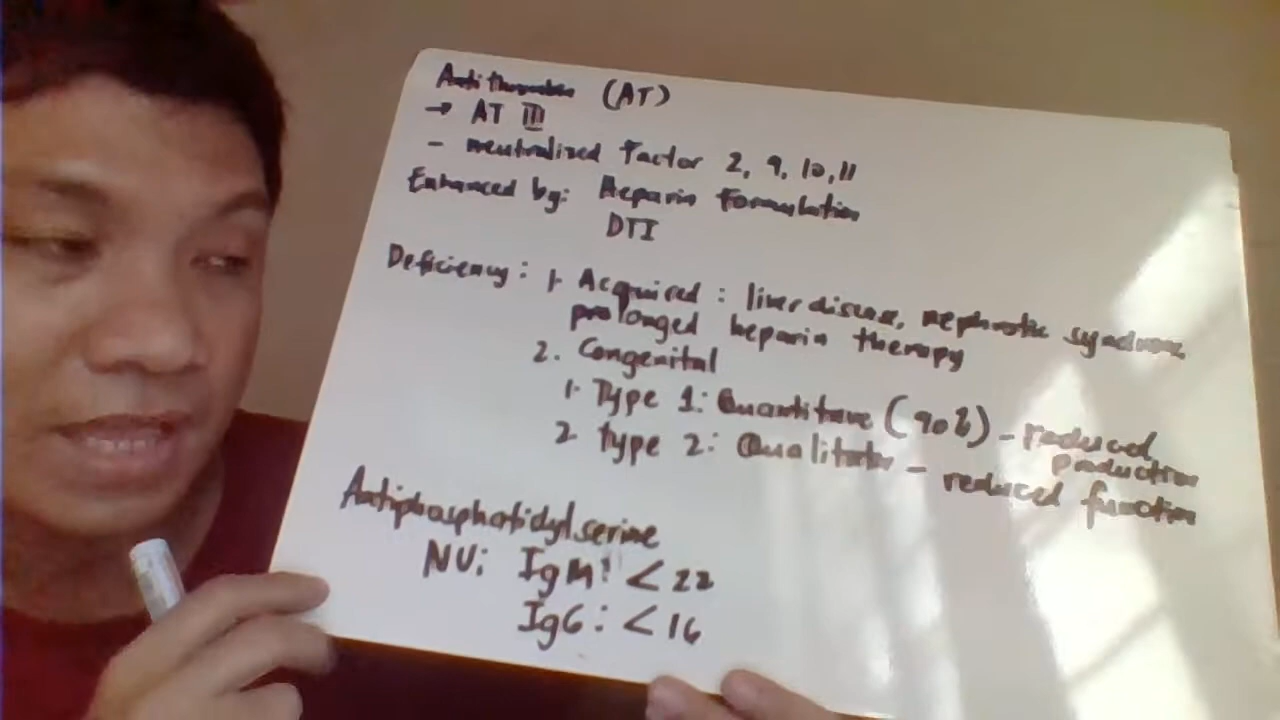 Antithrombin (AT)
→ AT III
- neutralized Factor 2, 9, 10, 11
Enhanced by: Heparin Formulation
DTI
Deficiency: 1. Acquired: liver disease, nephrotic syndrome
prolonged heparin therapy
2. Congenital
1. Type 1: Quantitave (90%) - reduced
production
2. type 2: - reduced function
Antiphosphatidylserine
NV: IgM: < 22
IgG: < 16